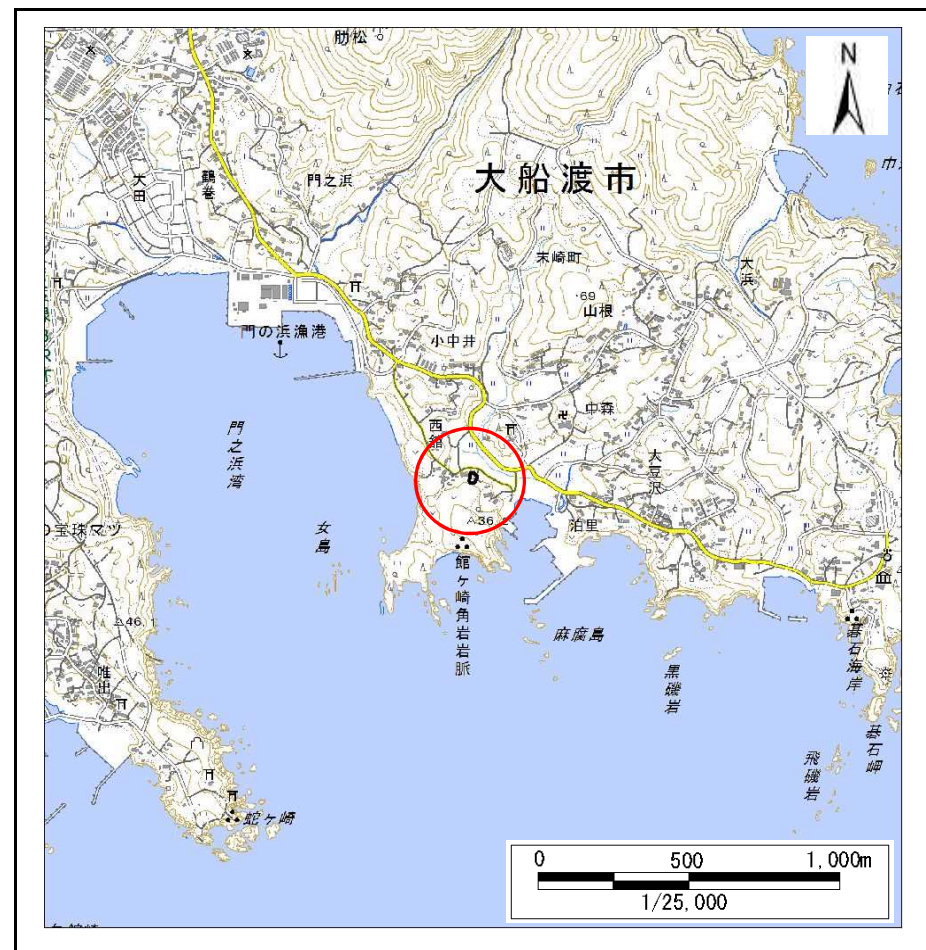 助松
N
大船渡市
鶴巻
大田
門之浜
末崎町
大浜
69
山根
門の浜漁港
小中井
門之浜湾
西舘
中森
大豆沢
D
36.
泊里
女島
館ヶ崎角岩岩脈
麻腐島
宝珠マツ
46.1
唯出
黒磯岩
碁石海岸
碁石岬
飛磯岩
蛇ヶ崎
0 500 1,000m
1/25,000